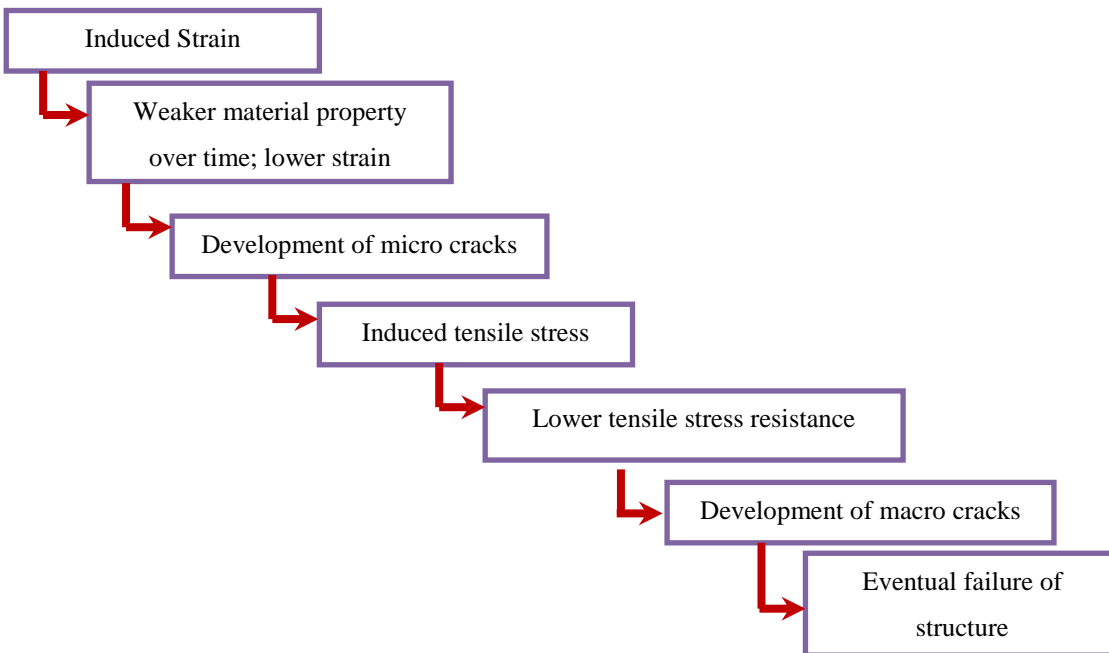 Induced Strain
Weaker material property
over time; lower strain
Development of micro cracks
Induced tensile stress
Lower tensile stress resistance
Development of macro cracks
Eventual failure of
structure